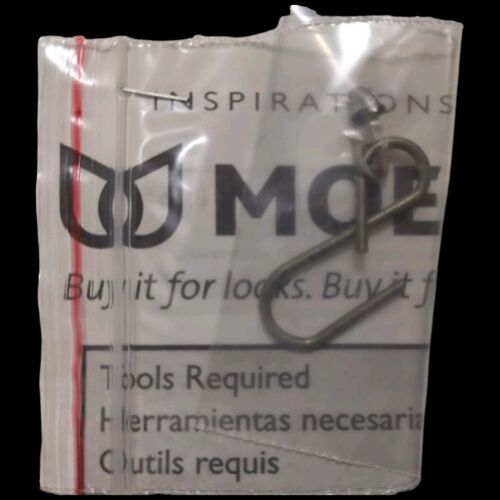 INSPIRATIONS
MOE
Buy it for looks. Buy it f
Tools Required
Herramientas necesaria
Outils requis